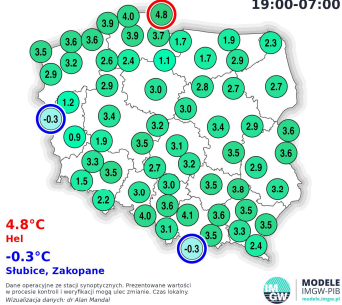 19:00-07:00
4.8
4.0
3.9
3.9 3.7
3.6 3.6 1.7 1.9 2.3
3.5
3.2 2.6 2.4 1.1 1.7 2.9
2.9
2.9 3.0 2.8 2.7 2.7
1.2
3.0
-0.3 3.4
3.2 3.4 2.9 3.6
0.9 1.9
3.5 3.1 3.5 3.6
3.3 2.7 3.2 2.9
3.5
1.5 3.0 3.5 3.8 3.2
2.2 3.0
3.6
4.0 4.1 3.6 3.5
3.1 3.5 3.3 3.5
-0.3 2.4
4.8°C
Hel
-0.3°C
Słubice, Zakopane
Dane operacyjne ze stacji synoptycznych. Prezentowane wartości
w procesie kontroli i weryfikacji mogą ulec zmianie. Czas lokalny.
Wizualizacja danych: dr Alan Mandal
IM
GW
MODELE
IMGW-PIB
modele.imgw.pl